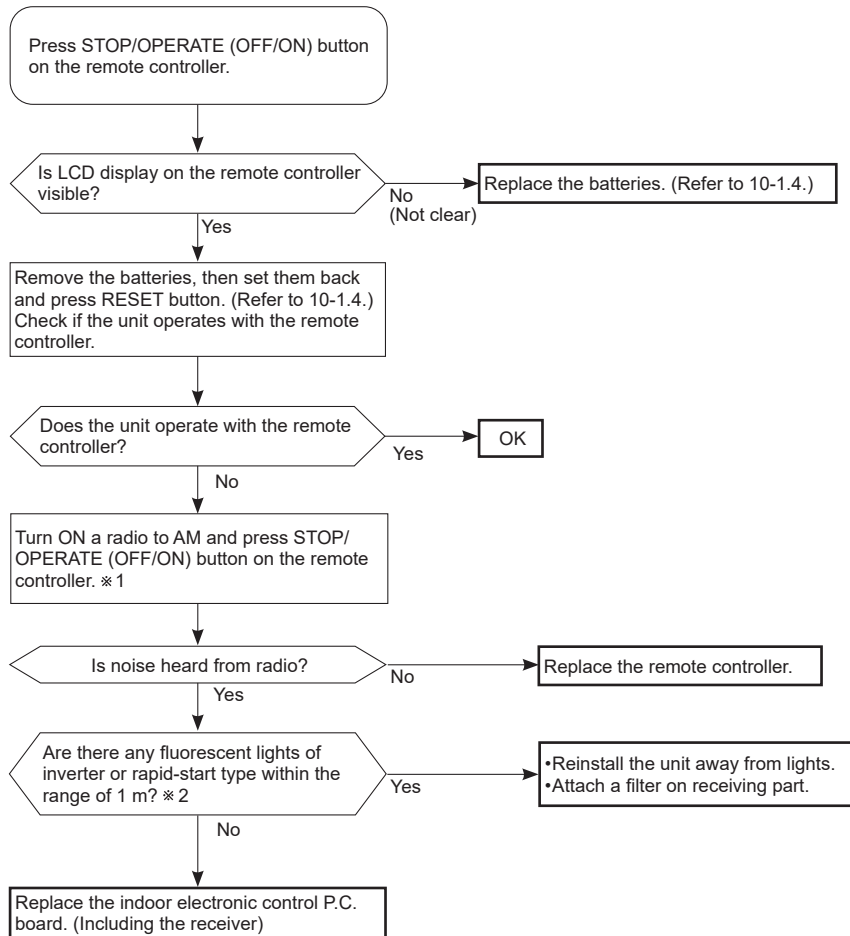 Press STOP/OPERATE (OFF/ON) button
on the remote controller.
Is LCD display on the remote controller
visible?
No
(Not clear)
Replace the batteries. (Refer to 10-1.4.)
Yes
Remove the batteries, then set them back
and press RESET button. (Refer to 10-1.4.)
Check if the unit operates with the remote
controller.
Does the unit operate with the remote
controller?
Yes
OK
No
Turn ON a radio to AM and press STOP/
OPERATE (OFF/ON) button on the remote
controller. ※1
Is noise heard from radio?
No
Replace the remote controller.
Yes
Are there any fluorescent lights of
inverter or rapid-start type within the
range of 1 m? ※2
Yes
•Reinstall the unit away from lights.
•Attach a filter on receiving part.
No
Replace the indoor electronic control P.C.
board. (Including the receiver)